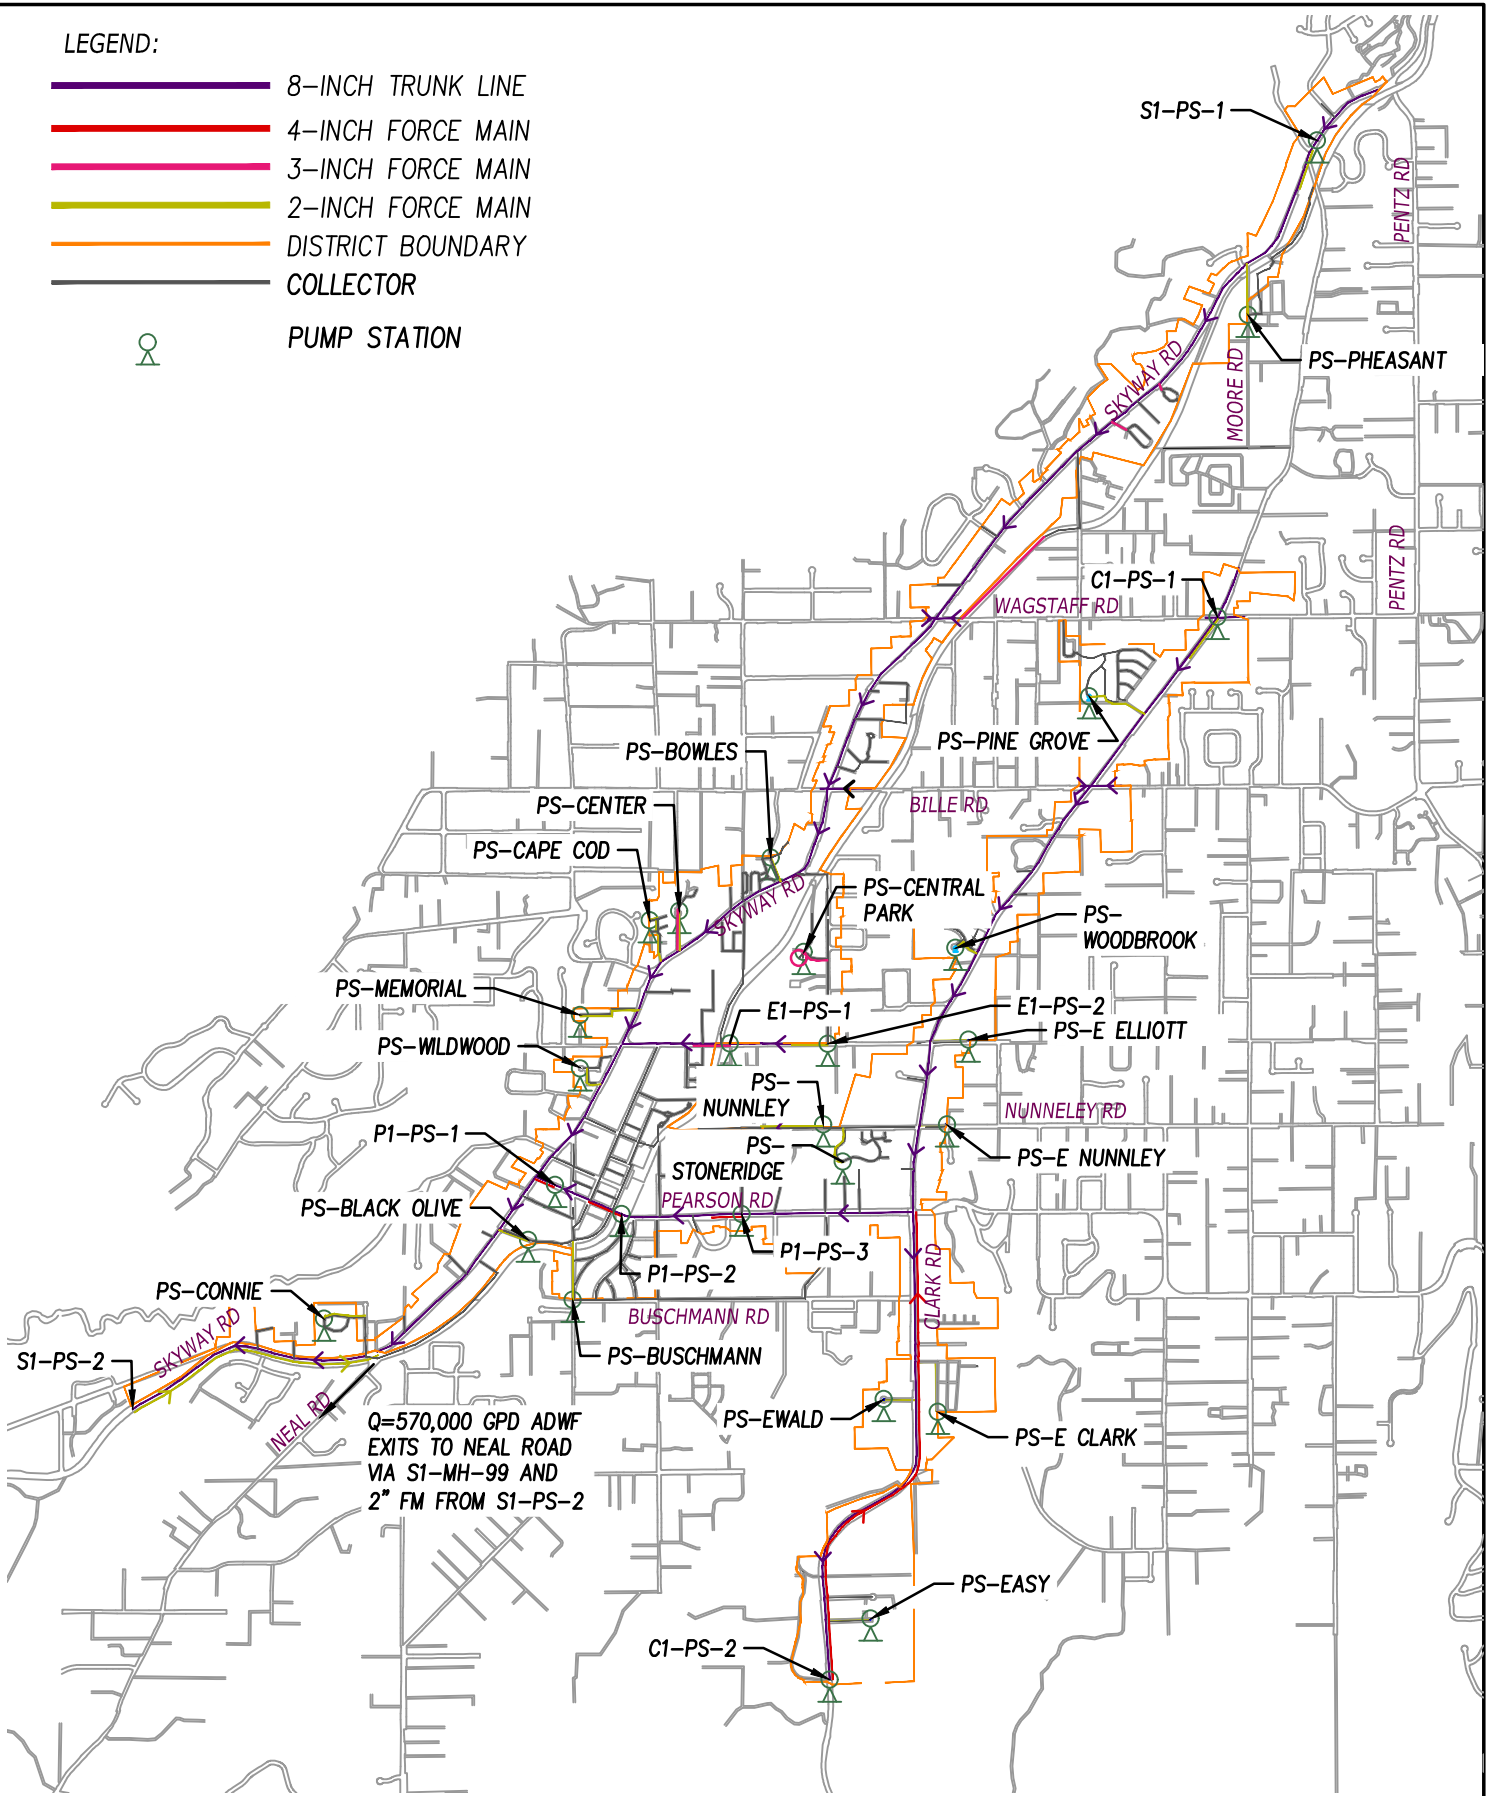 LEGEND:
8-INCH TRUNK LINE
4-INCH FORCE MAIN
3-INCH FORCE MAIN
2-INCH FORCE MAIN
DISTRICT BOUNDARY
COLLECTOR
PUMP STATION
S1-PS-1
PENTZ RD
PS-PHEASANT
MOORE RD
SKYWAY RD
PENTZ RD
C1-PS-1
WAGSTAFF RD
PS-PINE GROVE
PS-BOWLES
BILLE RD
PS-CENTER
PS-CAPE COD
SKYWAY RD
PS-CENTRAL
PARK
PS-
WOODBROOK
PS-MEMORIAL
E1-PS-1
E1-PS-2
PS-E ELLIOTT
PS-WILDWOOD
PS-
NUNNLEY
NUNNELEY RD
P1-PS-1
PS-
STONERIDGE
PS-E NUNNLEY
PS-BLACK OLIVE
PEARSON RD
P1-PS-3
P1-PS-2
CLARK RD
PS-CONNIE
BUSCHMANN RD
SKYWAY RD
S1-PS-2
PS-BUSCHMANN
NEAL RD
Q=570,000 GPD ADWF
EXITS TO NEAL ROAD
VIA S1-MH-99 AND
2" FM FROM S1-PS-2
PS-EWALD
PS-E CLARK
PS-EASY
C1-PS-2